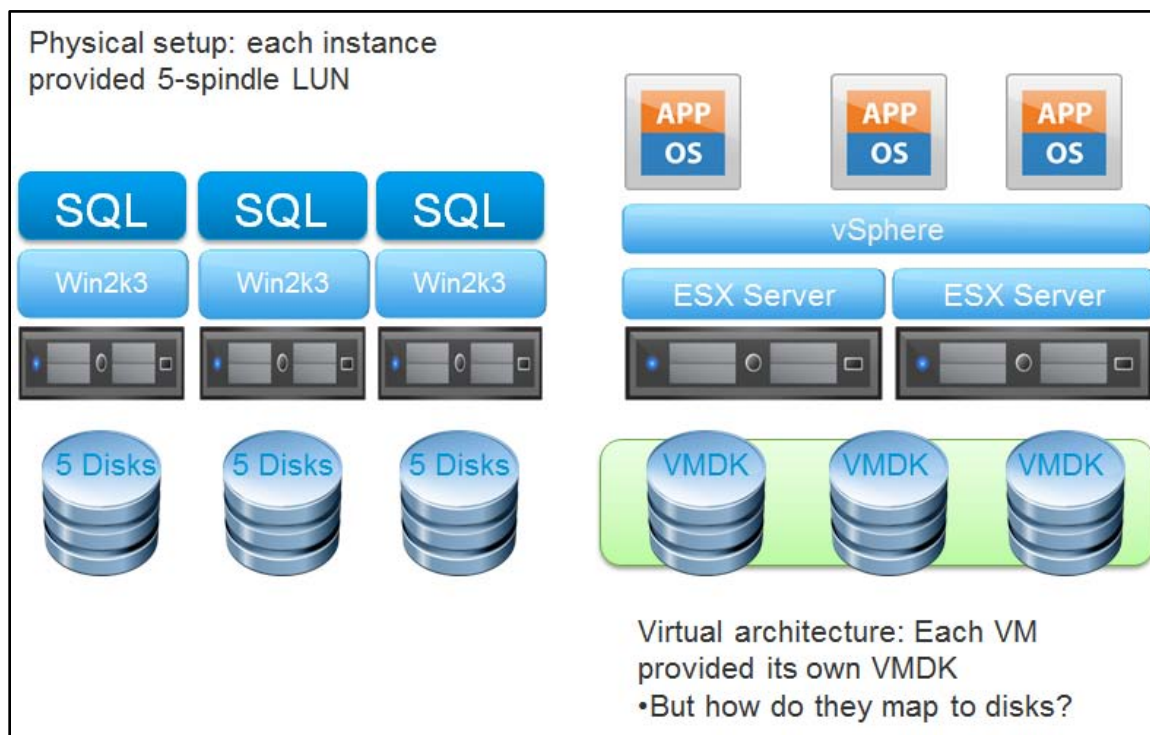 Physical setup: each instance
provided 5-spindle LUN
SQL
SQL
SQL
Win2k3
Win2k3
Win2k3
5 Disks
5 Disks
5 Disks
APP
OS
APP
OS
APP
OS
vSphere
ESX Server
ESX Server
VMDK
VMDK
VMDK
Virtual architecture: Each VM
provided its own VMDK
•But how do they map to disks?